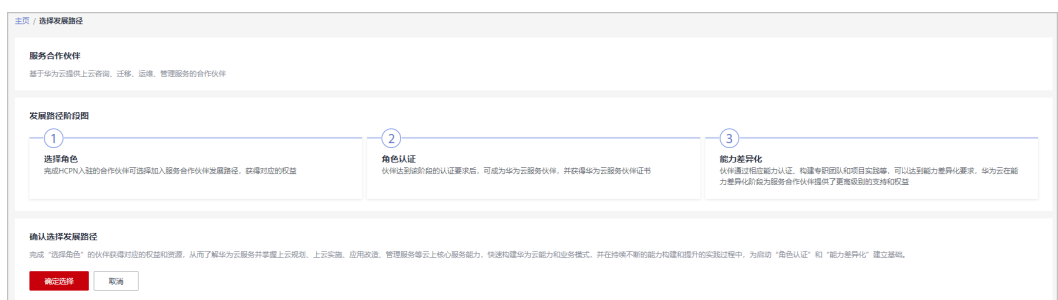 主页 / 选择发展路径
服务合作伙伴
基于华为云提供上云咨询、迁移、运维、管理服务的合作伙伴
发展路径阶段图
1
选择角色
完成HCPN入驻的合作伙伴可选择加入服务合作伙伴发展路径，获得对应的权益
2
角色认证
伙伴达到该阶段的认证要求后，可成为华为云服务伙伴，并获得华为云服务伙伴证书
3
能力差异化
伙伴通过相应能力认证、构建专职团队和项目实践等，可以达到能力差异化要求，华为云在能
力差异化阶段为服务合作伙伴提供了更高级别的支持和权益
确认选择发展路径
完成“选择角色”的伙伴获得对应的权益和资源，从而了解华为云服务并掌握上云规划、上云实施、应用改造、管理服务等云上核心服务能力，快速构建华为云能力和业务模式，并在持续不断的能力构建和提升的实践过程中，为启动“角色认证”和“能力差异化”建立基础。
确定选择
取消